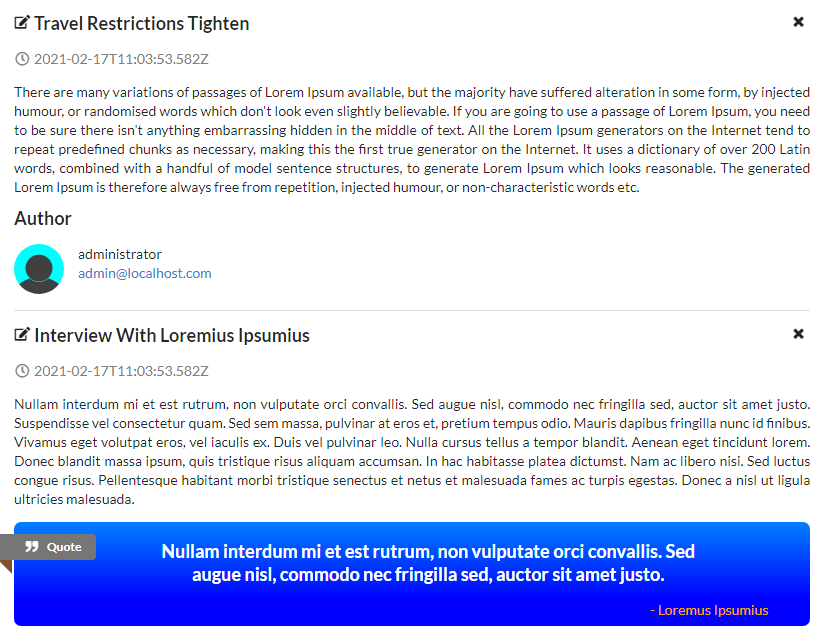 Travel Restrictions Tighten
2021-02-17T11:03:53.582Z
There are many variations of passages of Lorem Ipsum available, but the majority have suffered alteration in some form, by injected
humour, or randomised words which don't look even slightly believable. If you are going to use a passage of Lorem Ipsum, you need
to be sure there isn't anything embarrassing hidden in the middle of text. All the Lorem Ipsum generators on the Internet tend to
repeat predefined chunks as necessary, making this the first true generator on the Internet. It uses a dictionary of over 200 Latin
words, combined with a handful of model sentence structures, to generate Lorem Ipsum which looks reasonable. The generated
Lorem Ipsum is therefore always free from repetition, injected humour, or non-characteristic words etc.
Author
administrator
admin@localhost.com
Interview With Loremius Ipsumius
2021-02-17T11:03:53.582Z
Nullam interdum mi et est rutrum, non vulputate orci convallis. Sed augue nisl, commodo nec fringilla sed, auctor sit amet justo.
Suspendisse vel consectetur quam. Sed sem massa, pulvinar at eros et, pretium tempus odio. Mauris dapibus fringilla nunc id finibus.
Vivamus eget volutpat eros, vel iaculis ex. Duis vel pulvinar leo. Nulla cursus tellus a tempor blandit. Aenean eget tincidunt lorem.
Donec blandit massa ipsum, quis tristique risus aliquam accumsan. In hac habitasse platea dictumst. Nam ac libero nisi. Sed luctus
congue risus. Pellentesque habitant morbi tristique senectus et netus et malesuada fames ac turpis egestas. Donec a nisl ut ligula
ultricies malesuada.
Quote
Nullam interdum mi et est rutrum, non vulputate orci convallis. Sed
augue nisl, commodo nec fringilla sed, auctor sit amet justo.
- Loremus Ipsumius